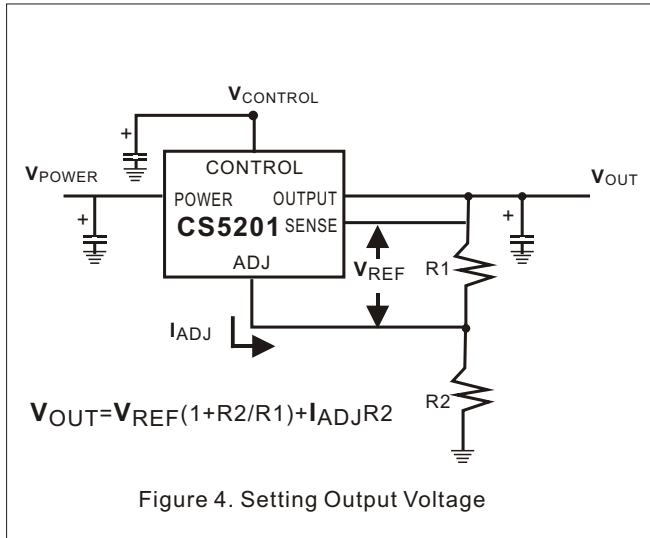 VCONTROL
+
CONTROL
VPOWER
POWER OUTPUT
VOUT
+
CS5201 SENSE
+
ADJ
VREF
R1
IADJ
R2
VOUT=VREF(1+R2/R1)+IADJR2
Figure 4. Setting Output Voltage